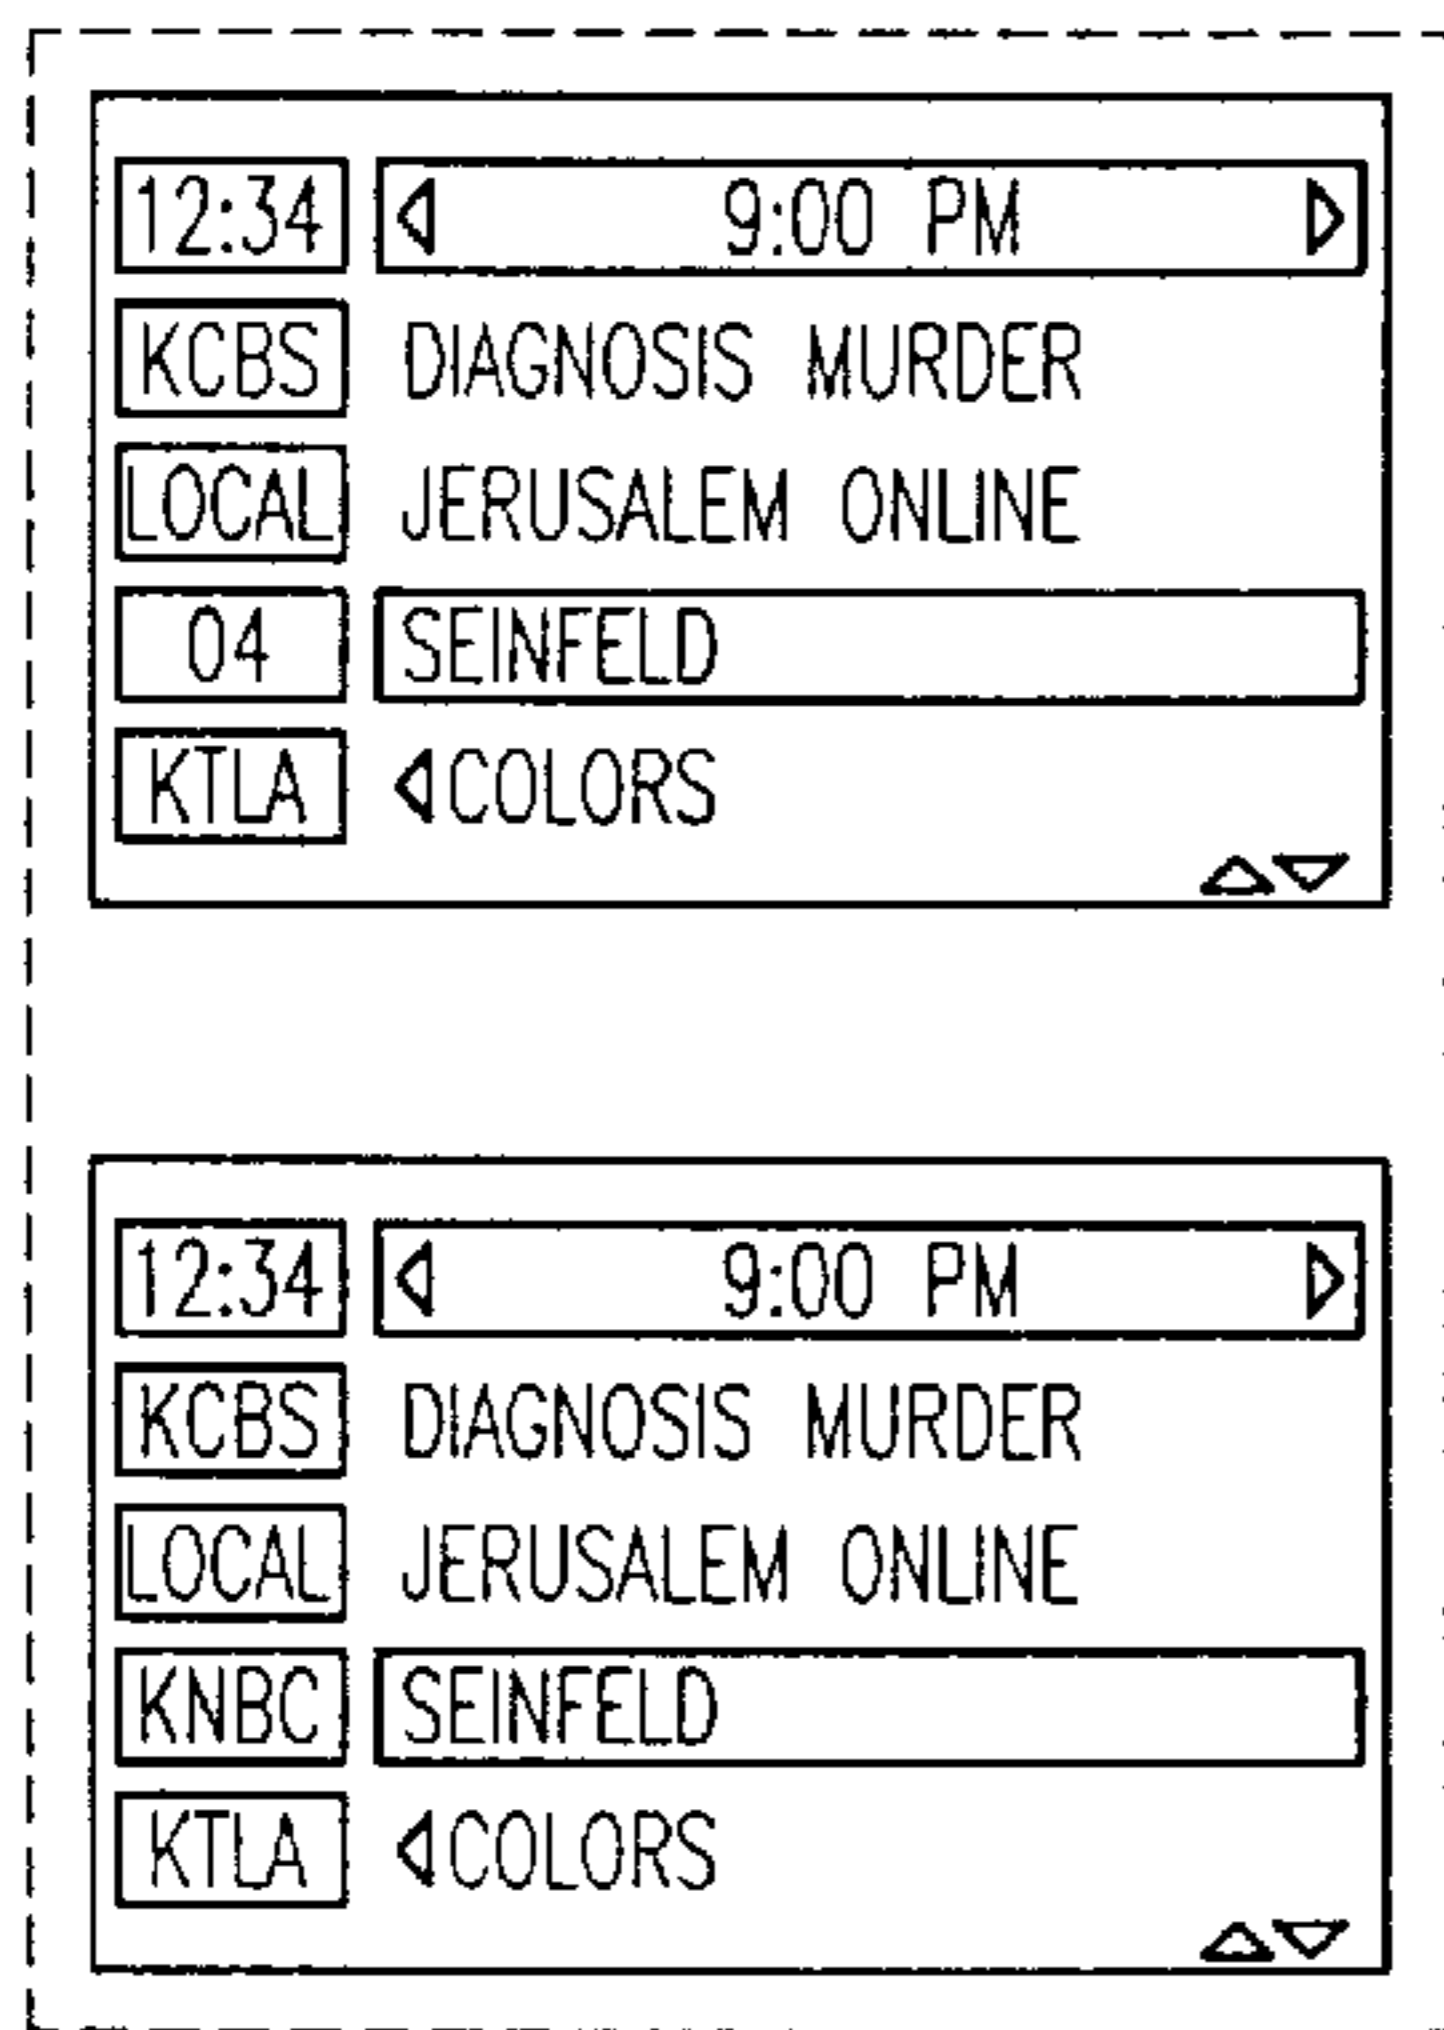 12:34 9:00 PM
KCBS DIAGNOSIS MURDER
LOCAL JERUSALEM ONLINE
04 SEINFELD
KTLA COLORS
12:34 9:00 PM
KCBS DIAGNOSIS MURDER
LOCAL JERUSALEM ONLINE
KNBC SEINFELD
KTLA COLORS